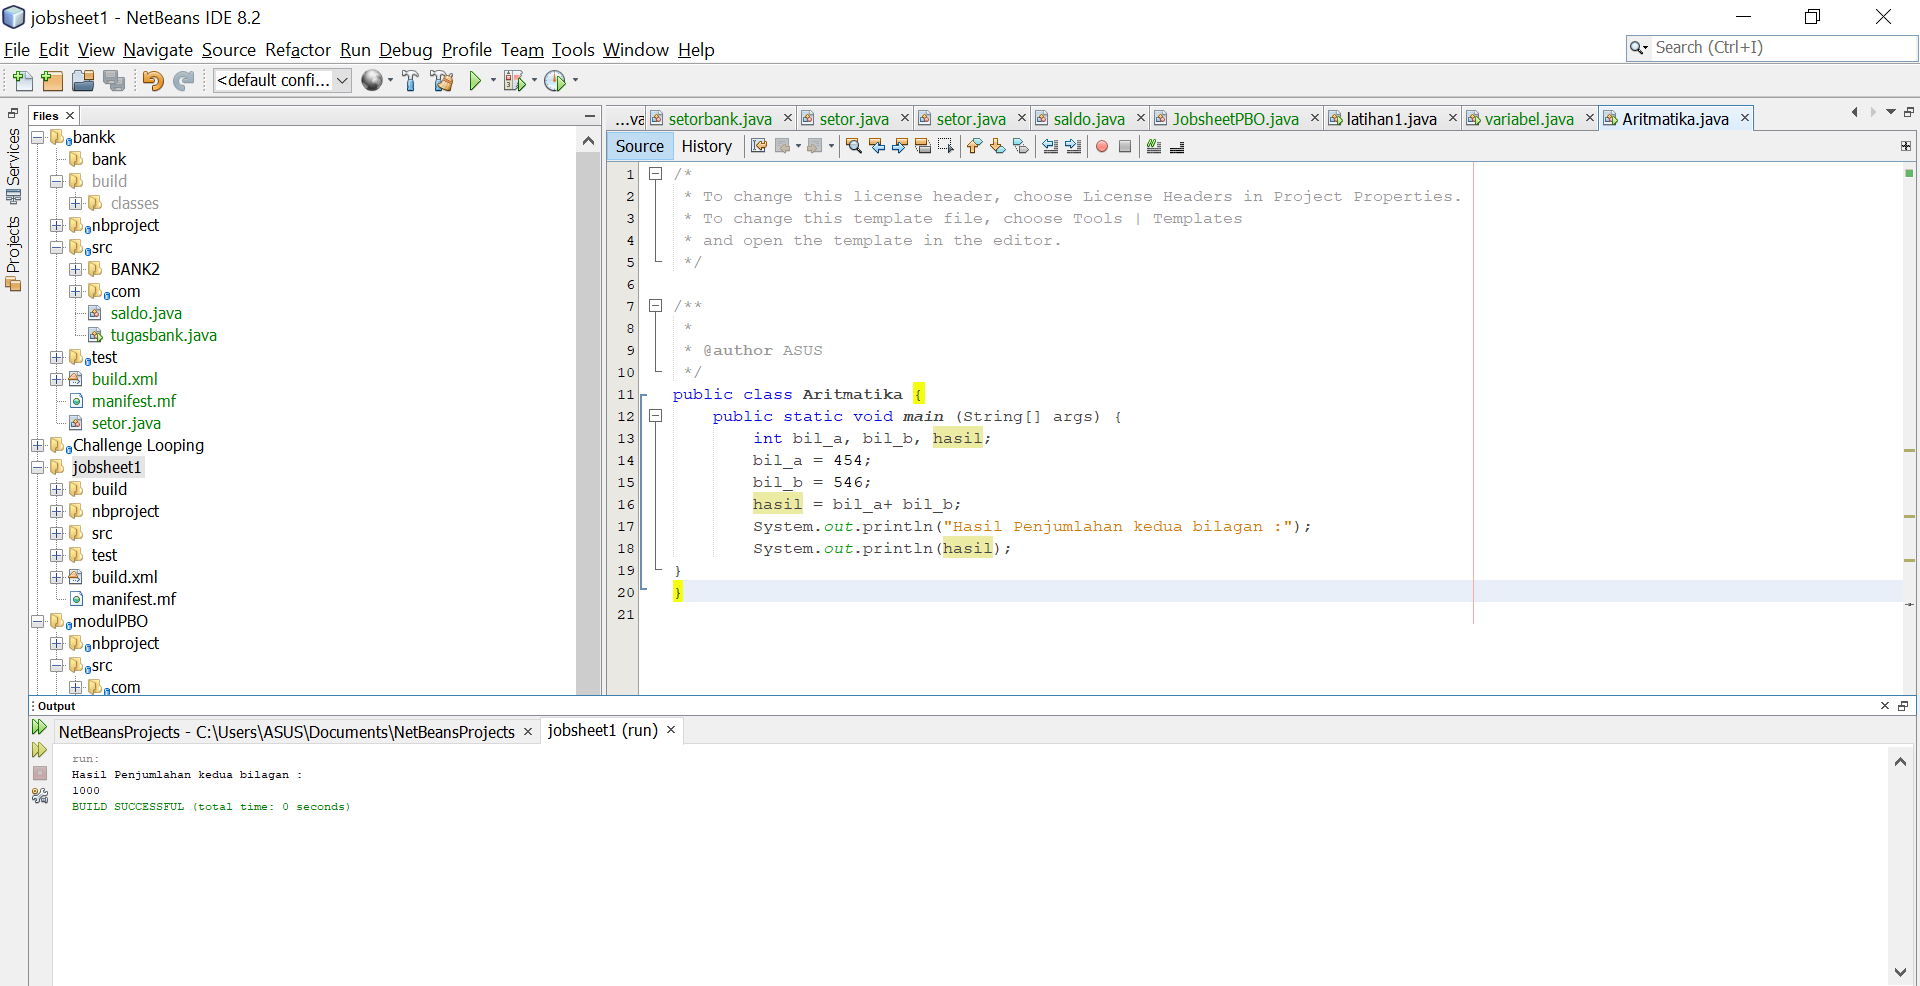 jobsheet1 - NetBeans IDE 8.2
File Edit View Navigate Source Refactor Run Debug Profile Team Tools Window Help
Search (Ctrl+I)
<default confi...
Services
Projects
Files
bankk
bank
build
classes
nbproject
src
BANK2
com
saldo.java
tugasbank.java
test
build.xml
manifest.mf
setor.java
Challenge Looping
jobsheet1
build
nbproject
src
test
build.xml
manifest.mf
modulPBO
nbproject
src
com
...va setorbank.java setor.java setor.java saldo.java JobsheetPBO.java latihan1.java variabel.java Aritmatika.java
Source History
1 /*
2 * To change this license header, choose License Headers in Project Properties.
3 * To change this template file, choose Tools | Templates
4 * and open the template in the editor.
5 */
6
7 /**
8 *
9 * @author ASUS
10 */
11 public class Aritmatika {
12 public static void main (String[] args) {
13 int bil_a, bil_b, hasil;
14 bil_a = 454;
15 bil_b = 546;
16 hasil = bil_a+ bil_b;
17 System.out.println("Hasil Penjumlahan kedua bilagan :");
18 System.out.println(hasil);
19 }
20 }
21
Output
NetBeansProjects - C:\Users\ASUS\Documents\NetBeansProjects jobsheet1 (run)
run:
Hasil Penjumlahan kedua bilagan :
1000
BUILD SUCCESSFUL (total time: 0 seconds)